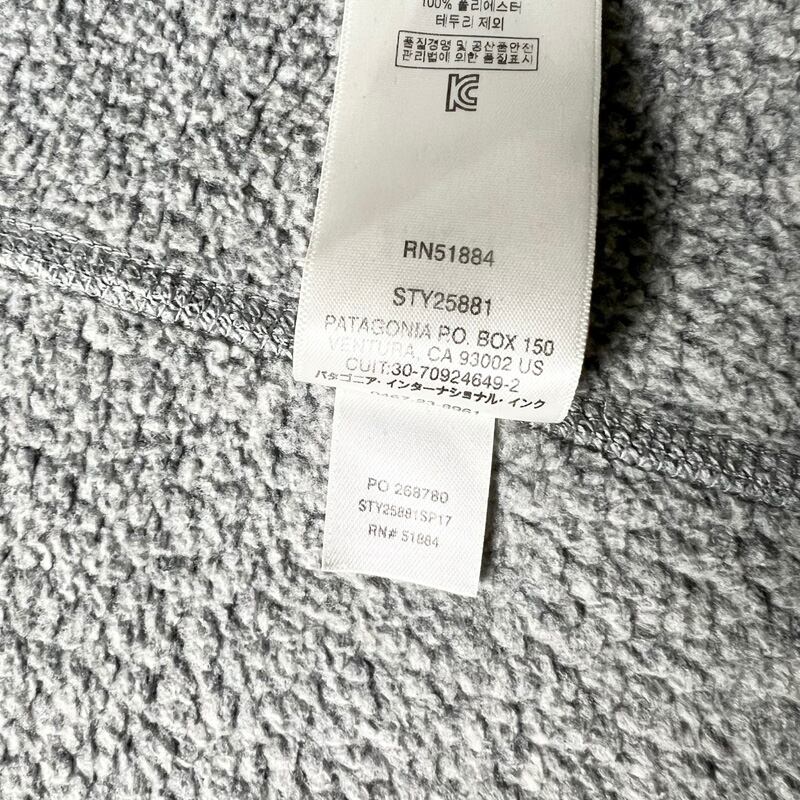 100% 폴리에스터
테두리 제외
품질경영 및 공산품안전
관리법에 의한 품질표시
RN51884
STY25881
PATAGONIA P.O. BOX 150
VENTURA, CA 93002 US
CUIT:30-70924649-2
パタゴニア・インターナショナル・インク
PO 268780
STY25881SP17
RN# 51884